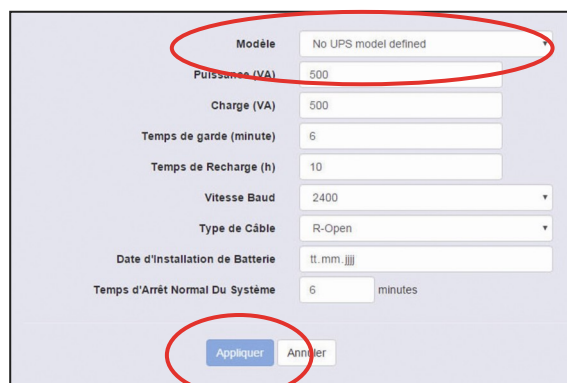 Modèle No UPS model defined
Puissance (VA) 500
Charge (VA) 500
Temps de garde (minute) 6
Temps de Recharge (h) 10
Vitesse Baud 2400
Type de Câble R-Open
Date d'Installation de Batterie tt.mm.jjjj
Temps d'Arrêt Normal Du Système 6 minutes
Appliquer Annuler